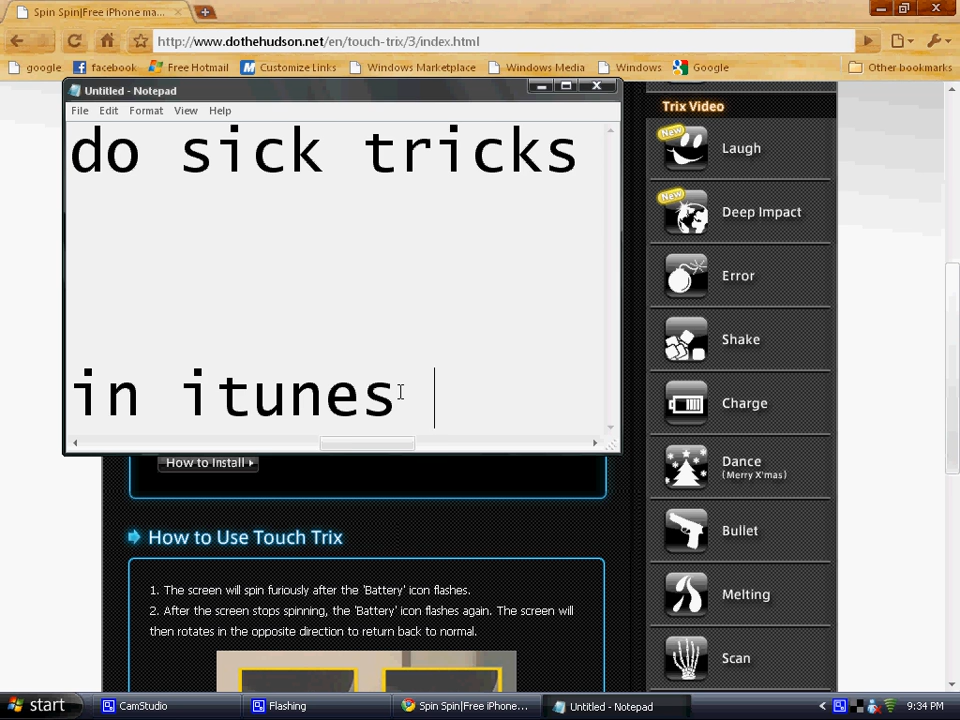 Spin Spin|Free iPhone ma...
http://www.dothehudson.net/en/touch-trix/3/index.html
google
facebook
Free Hotmail
Customize Links
Windows Marketplace
Windows Media
Windows
Google
Other bookmarks
Untitled - Notepad
File Edit Format View Help
do sick tricks
in itunes
How to Install
How to Use Touch Trix
1. The screen will spin furiously after the 'Battery' icon flashes.
2. After the screen stops spinning, the 'Battery' icon flashes again. The screen will
then rotates in the opposite direction to return back to normal.
Trix Video
New
Laugh
New
Deep Impact
Error
Shake
Charge
Dance
(Merry X'mas)
Bullet
Melting
Scan
start
CamStudio
Flashing
Spin Spin|Free iPhone...
Untitled - Notepad
9:34 PM